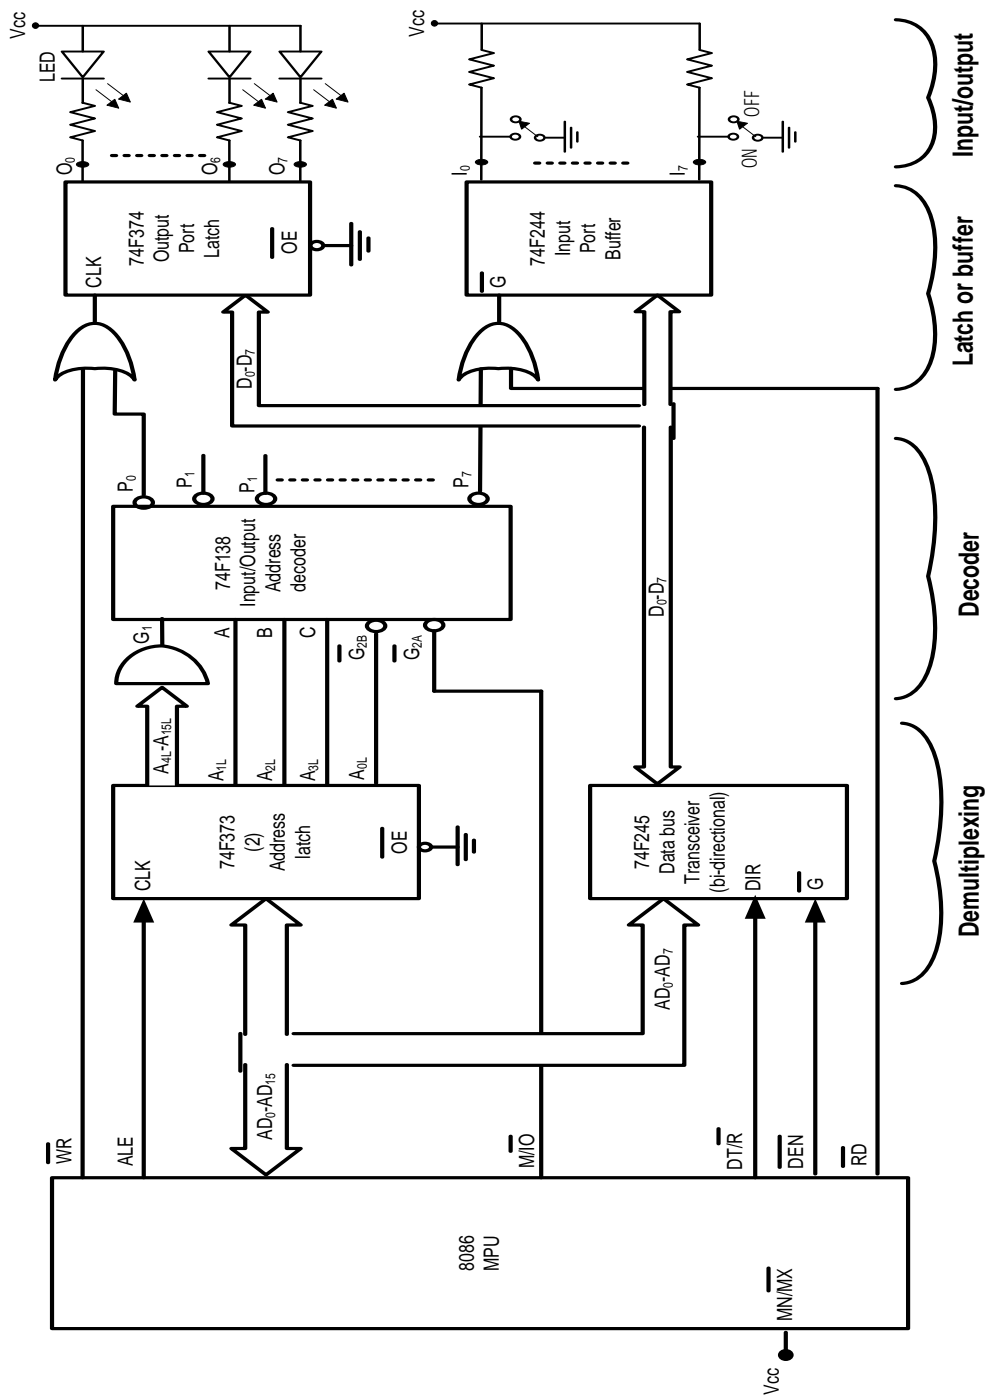 Vcc
LED
O0
O6
O7
74F374
Output
Port
Latch
CLK
OE
Vcc
I0
I7
ON
OFF
74F244
Input
Port
Buffer
G
Input/output
Latch or buffer
D0-D7
P0
P1
P1
P7
74F138
Input/Output
Address
decoder
G1
A
B
C
G2B
G2A
D0-D7
Decoder
A4L-A15L
A1L
A2L
A3L
A0L
74F373
(2)
Address
latch
CLK
OE
74F245
Data bus
Transceiver
(bi-directional)
DIR
G
Demultiplexing
AD0-AD15
AD0-AD7
WR
ALE
M/IO
DT/R
DEN
RD
8086
MPU
MN/MX
Vcc